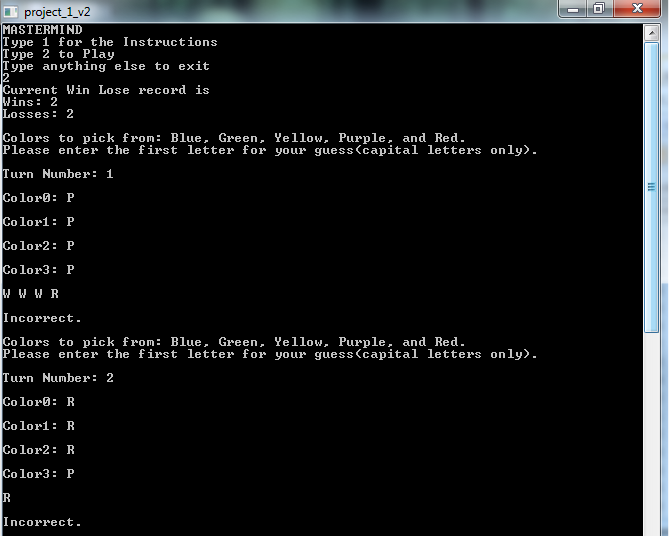 project_1_v2
MASTERMIND
Type 1 for the Instructions
Type 2 to Play
Type anything else to exit
2
Current Win Lose record is
Wins: 2
Losses: 2
Colors to pick from: Blue, Green, Yellow, Purple, and Red.
Please enter the first letter for your guess(capital letters only).
Turn Number: 1
Color0: P
Color1: P
Color2: P
Color3: P
W W W R
Incorrect.
Colors to pick from: Blue, Green, Yellow, Purple, and Red.
Please enter the first letter for your guess(capital letters only).
Turn Number: 2
Color0: R
Color1: R
Color2: R
Color3: P
R
Incorrect.